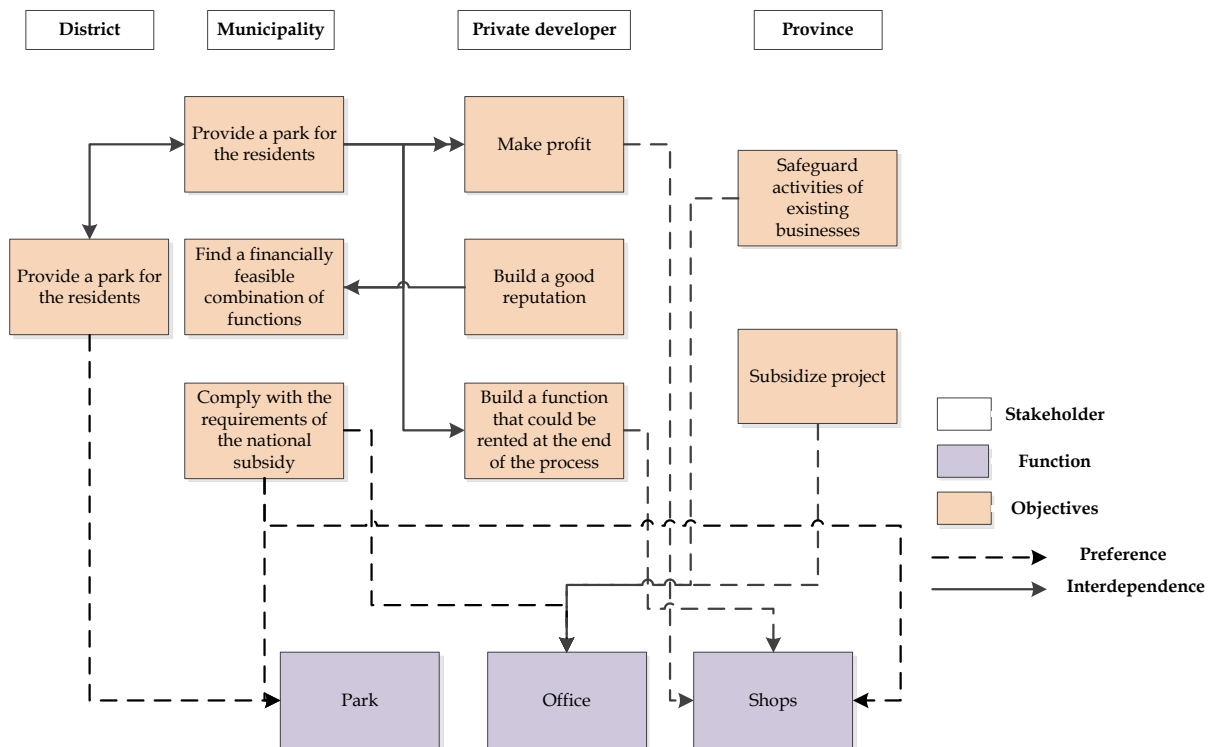 District
Municipality
Private developer
Province
Provide a park for
the residents
Make profit
Safeguard
activities of
existing
businesses
Provide a park for
the residents
Find a financially
feasible
combination of
functions
Build a good
reputation
Subsidize project
Comply with the
requirements of
the national
subsidy
Build a function
that could be
rented at the end
of the process
Stakeholder
Function
Objectives
Preference
Interdependence
Park
Office
Shops